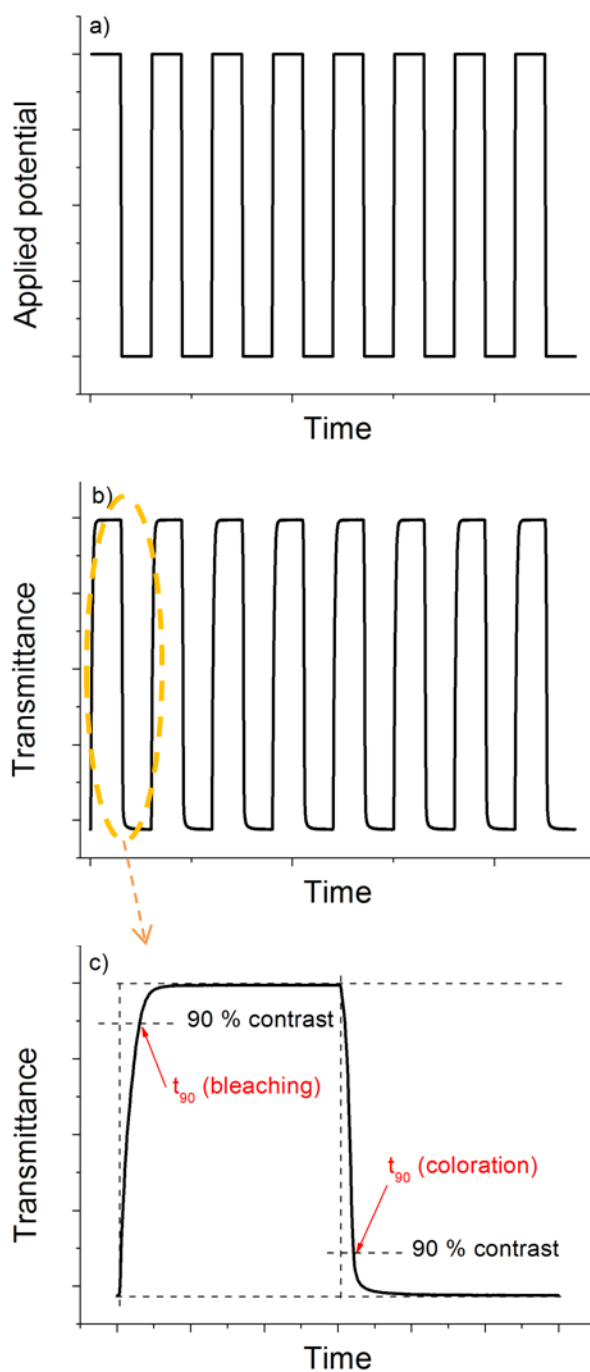 a)
Applied potential
Time
b)
Transmittance
Time
c)
90 % contrast
t₉₀ (bleaching)
t₉₀ (coloration)
90 % contrast
Transmittance
Time